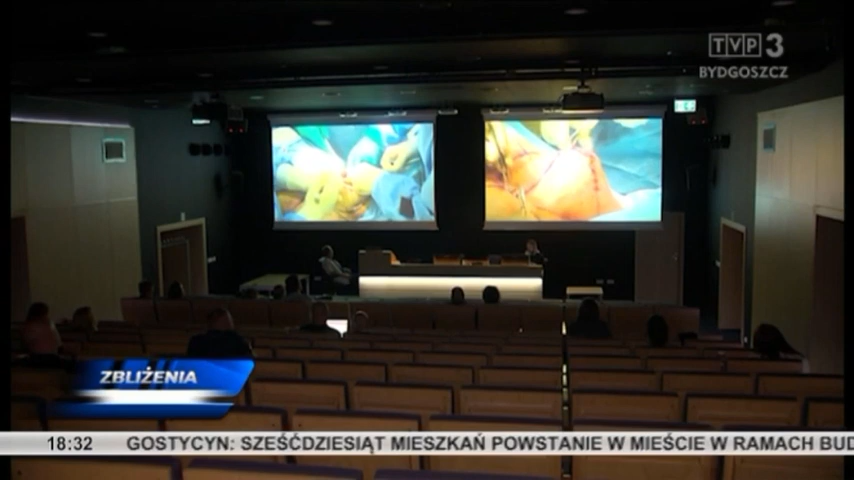 TVP3
BYDGOSZCZ
ZBLIŻENIA
18:32 GOSTYCYN: SZEŚĆDZIESIĄT MIESZKAŃ POWSTANIE W MIEŚCIE W RAMACH BUD